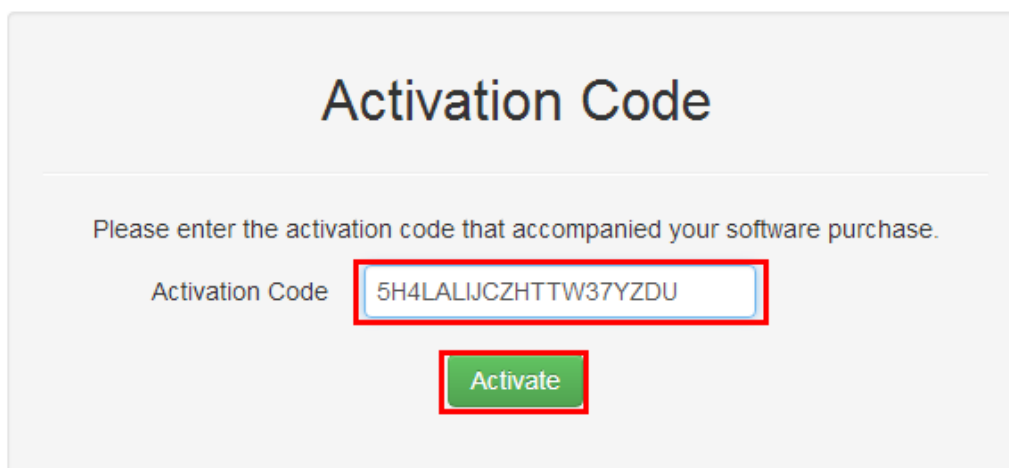 Activation Code
Please enter the activation code that accompanied your software purchase.
Activation Code 5H4LALIJCZHTTW37YZDU
Activate